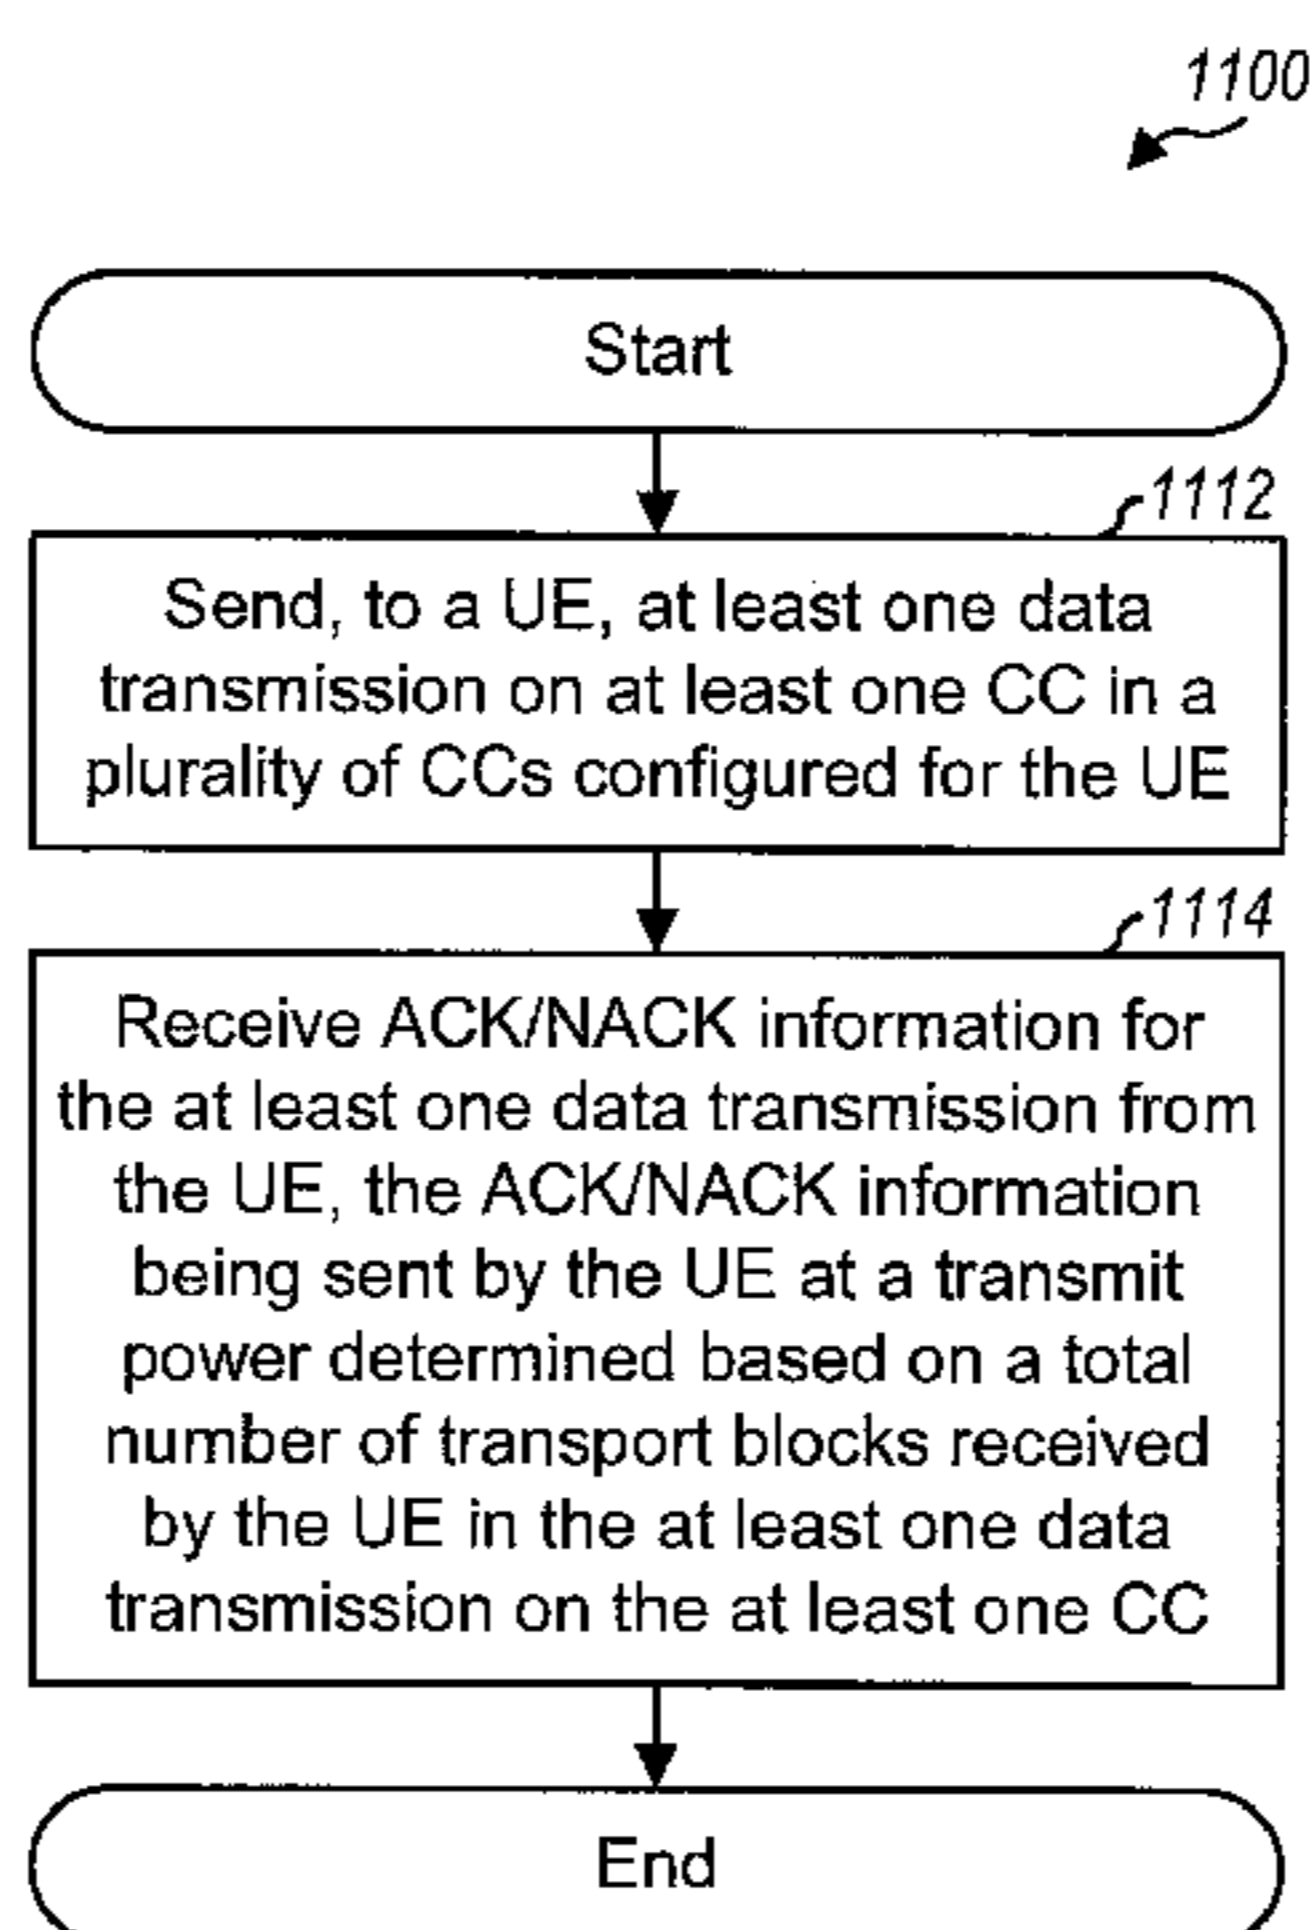 1100
Start
1112
Send, to a UE, at least one data
transmission on at least one CC in a
plurality of CCs configured for the UE
1114
Receive ACK/NACK information for
the at least one data transmission from
the UE, the ACK/NACK information
being sent by the UE at a transmit
power determined based on a total
number of transport blocks received
by the UE in the at least one data
transmission on the at least one CC
End